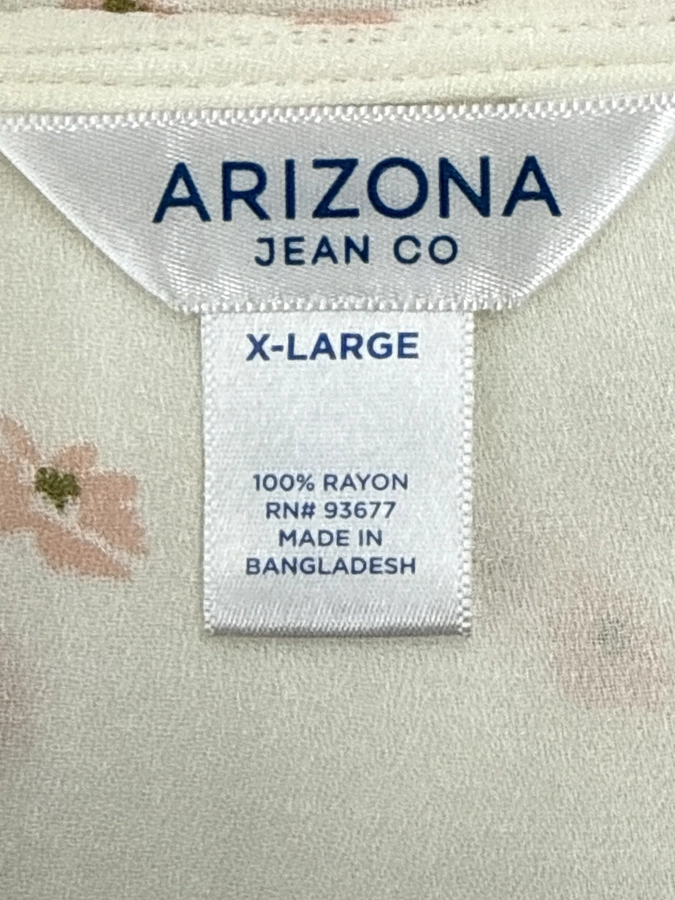 ARIZONA
JEAN CO
X-LARGE
100% RAYON
RN# 93677
MADE IN
BANGLADESH